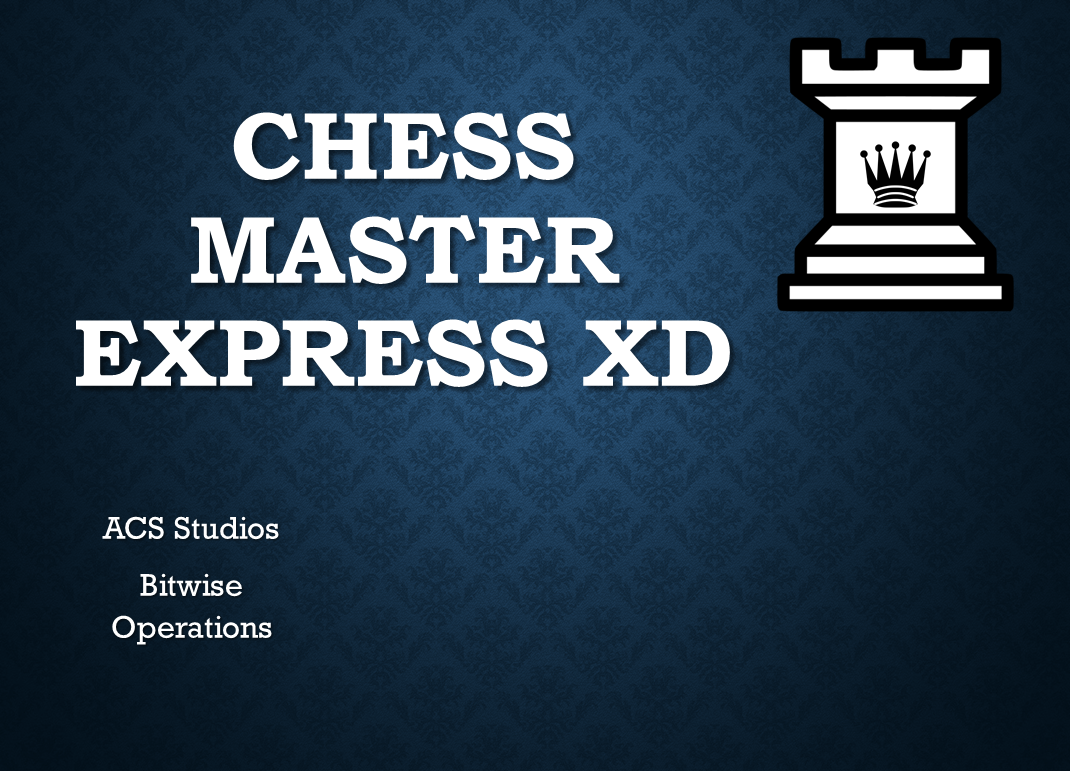 CHESS
MASTER
EXPRESS XD
ACS Studios
Bitwise
Operations